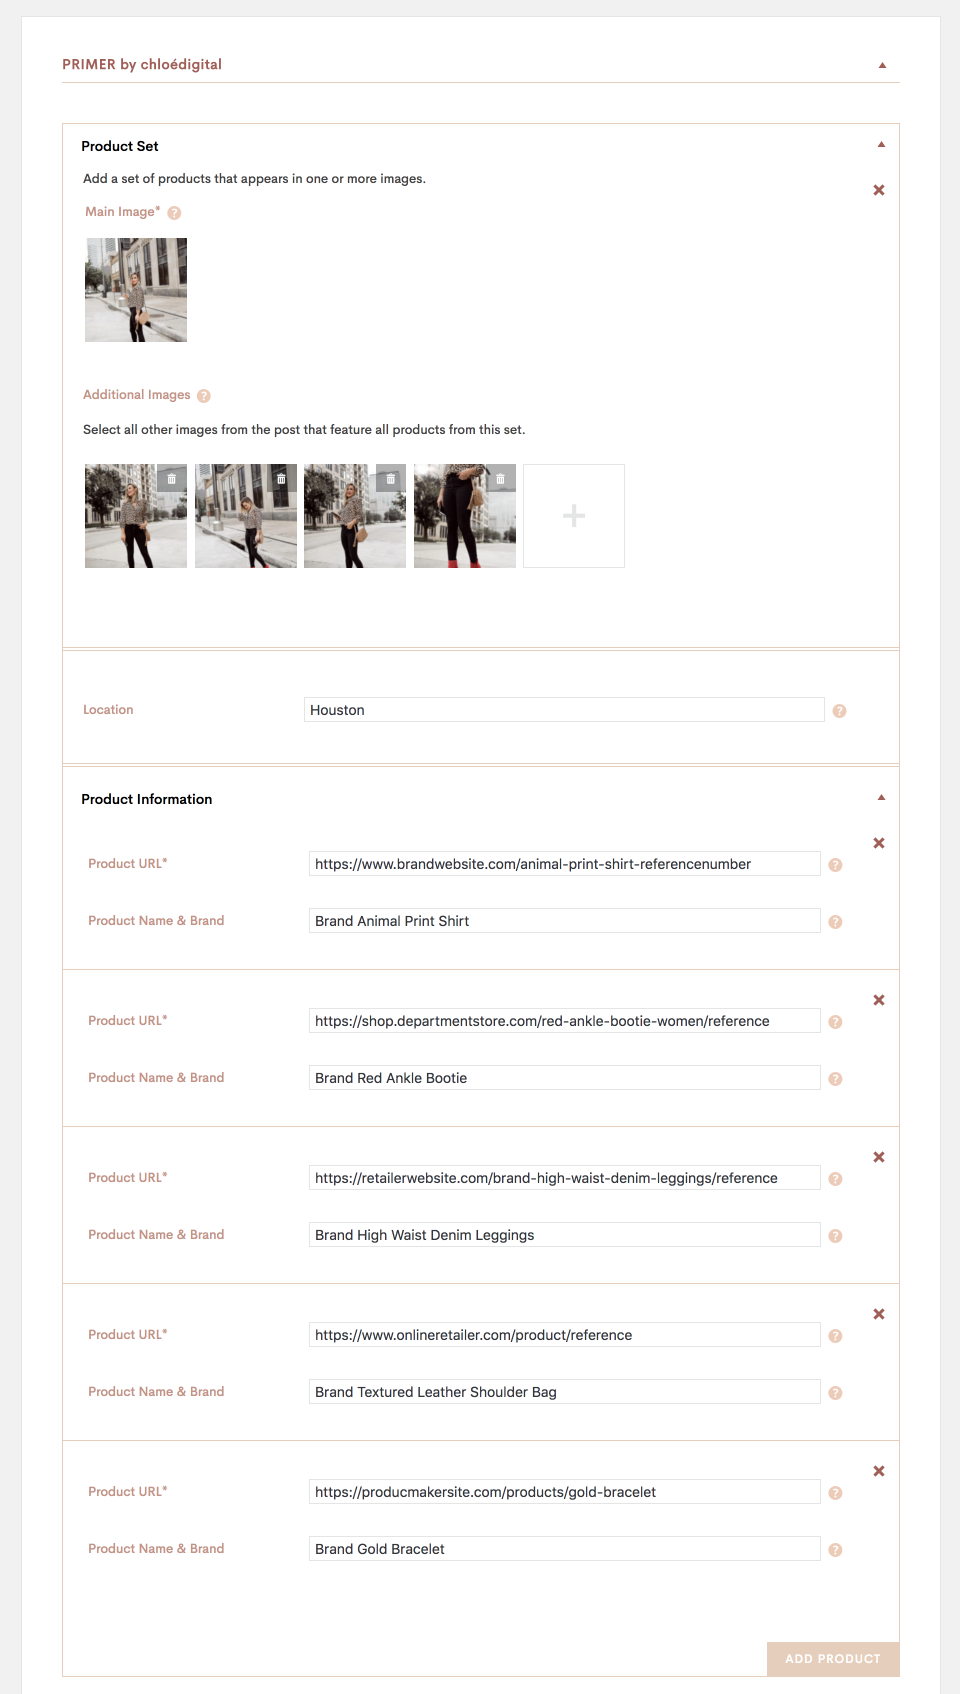 PRIMER by chloédigital
Product Set
Add a set of products that appears in one or more images.
Main Image* ?
Additional Images ?
Select all other images from the post that feature all products from this set.
Location Houston ?
Product Information
Product URL* https://www.brandwebsite.com/animal-print-shirt-referencenumber ?
Product Name & Brand Brand Animal Print Shirt ?
Product URL* https://shop.departmentstore.com/red-ankle-bootie-women/reference ?
Product Name & Brand Brand Red Ankle Bootie ?
Product URL* https://retailerwebsite.com/brand-high-waist-denim-leggings/reference ?
Product Name & Brand Brand High Waist Denim Leggings ?
Product URL* https://www.onlineretailer.com/product/reference ?
Product Name & Brand Brand Textured Leather Shoulder Bag ?
Product URL* https://producmakersite.com/products/gold-bracelet ?
Product Name & Brand Brand Gold Bracelet ?
ADD PRODUCT